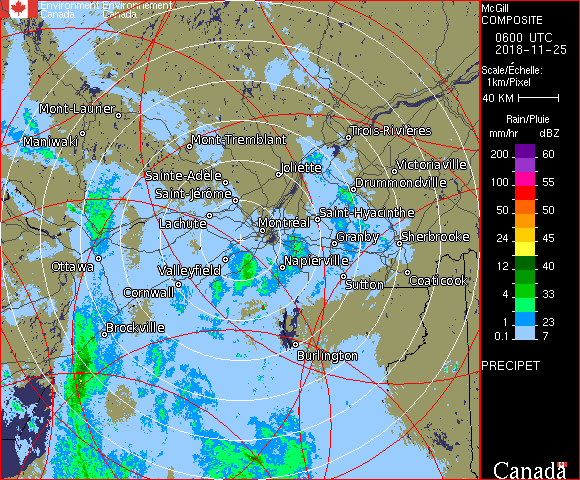 Environment Environnement
Canada Canada
McGill
COMPOSITE
0600 UTC
2018-11-25
Scale/Échelle:
1km/Pixel
40 KM
Rain/Pluie
mm/hr dBZ
200 60
100 55
50 50
24 45
12 40
4 33
1 23
0.1 7
PRECIPET
Canada
Mont-Laurier
Maniwaki
Mont-Tremblant
Trois-Rivières
Joliette
Victoriaville
Sainte-Adèle
Drummondville
Saint-Jérôme
Saint-Hyacinthe
Lachute
Montréal
Granby
Sherbrooke
Ottawa
Valleyfield
Napierville
Cornwall
Sutton
Coaticook
Brockville
Burlington